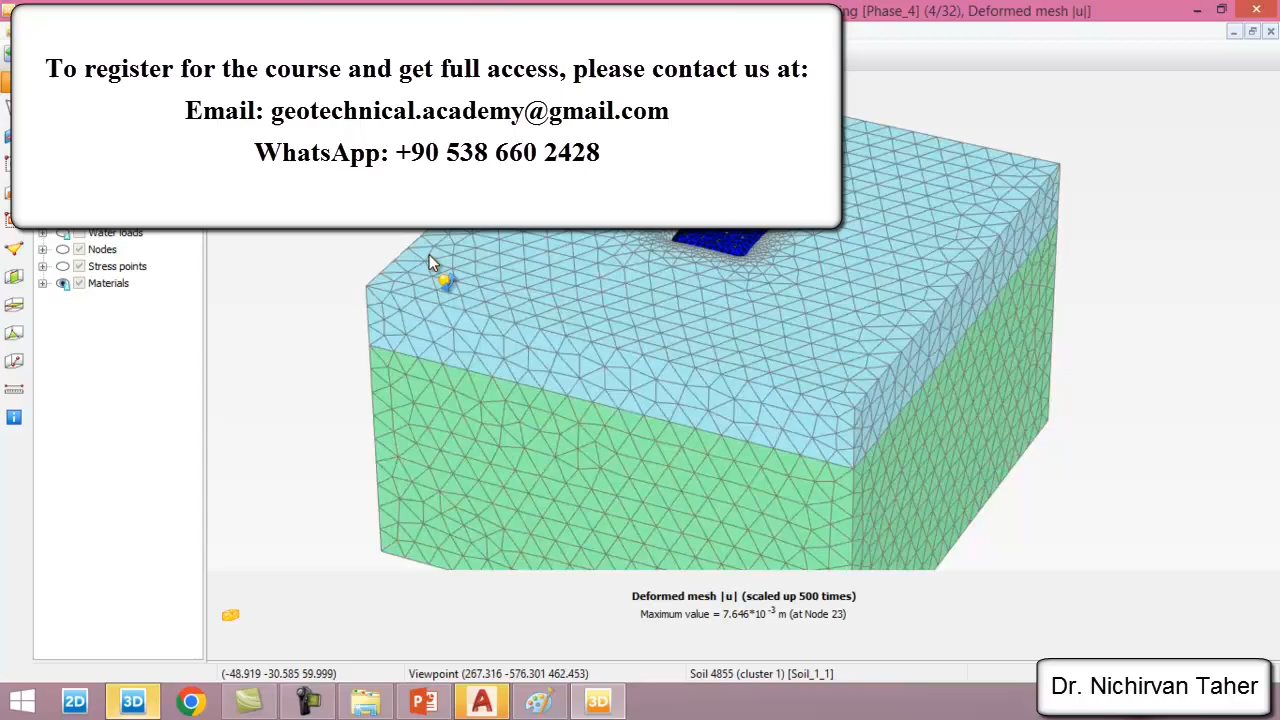 ng [Phase_4] (4/32), Deformed mesh |u|]
To register for the course and get full access, please contact us at:
Email: geotechnical.academy@gmail.com
WhatsApp: +90 538 660 2428
Water loads
Nodes
Stress points
Materials
Deformed mesh |u| (scaled up 500 times)
Maximum value = 7.646*10 -3 m (at Node 23)
(-48.919 -30.585 59.999)
Viewpoint (267.316 -576.301 462.453)
Soil 4855 (cluster 1) [Soil_1_1]
Dr. Nichirvan Taher
2D
3D
3D